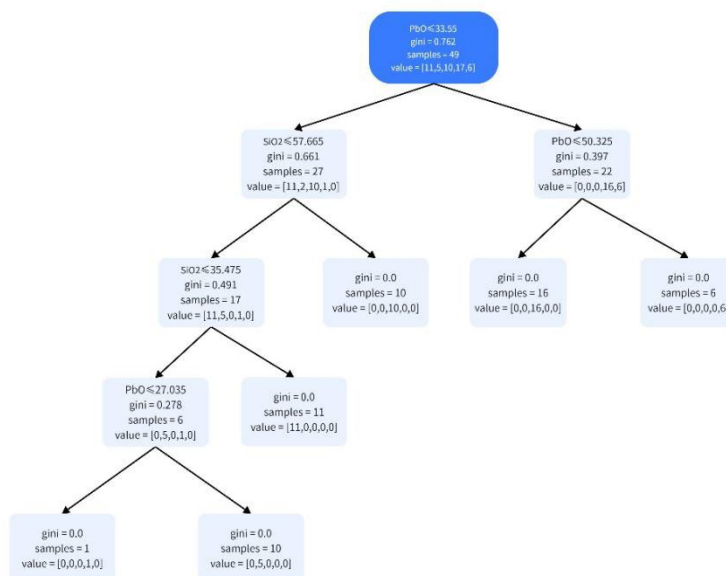 PbO⩽33.55
gini = 0.762
samples = 49
value = [11,5,10,17,6]
SiO2⩽57.665
gini = 0.661
samples = 27
value = [11,2,10,1,0]
PbO⩽50.325
gini = 0.397
samples = 22
value = [0,0,0,16,6]
SiO2⩽35.475
gini = 0.491
samples = 17
value = [11,5,0,1,0]
gini = 0.0
samples = 10
value = [0,0,10,0,0]
gini = 0.0
samples = 16
value = [0,0,16,0,0]
gini = 0.0
samples = 6
value = [0,0,0,0,6
PbO⩽27.035
gini = 0.278
samples = 6
value = [0,5,0,1,0]
gini = 0.0
samples = 11
value = [11,0,0,0,0]
gini = 0.0
samples = 1
value = [0,0,0,1,0]
gini = 0.0
samples = 10
value = [0,5,0,0,0]